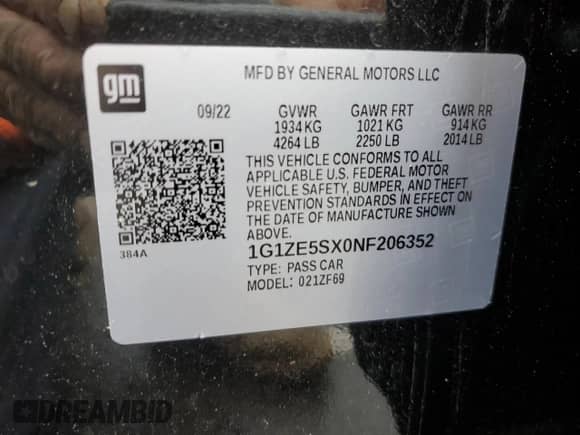 gm
MFD BY GENERAL MOTORS LLC
09/22 GVWR GAWR FRT GAWR RR
1934 KG 1021 KG 914 KG
4264 LB 2250 LB 2014 LB
THIS VEHICLE CONFORMS TO ALL
APPLICABLE U.S. FEDERAL MOTOR
VEHICLE SAFETY, BUMPER, AND THEFT
PREVENTION STANDARDS IN EFFECT ON
THE DATE OF MANUFACTURE SHOWN
ABOVE.
384A
1G1ZE5SX0NF206352
TYPE: PASS CAR
MODEL: 021ZF69
DREAMBID